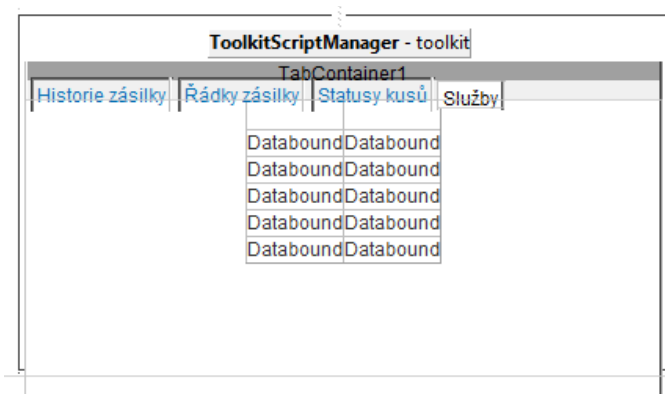 ToolkitScriptManager - toolkit
TabContainer1
Historie zásilky Řádky zásilky Statusy kusů Služby
Databound Databound
Databound Databound
Databound Databound
Databound Databound
Databound Databound